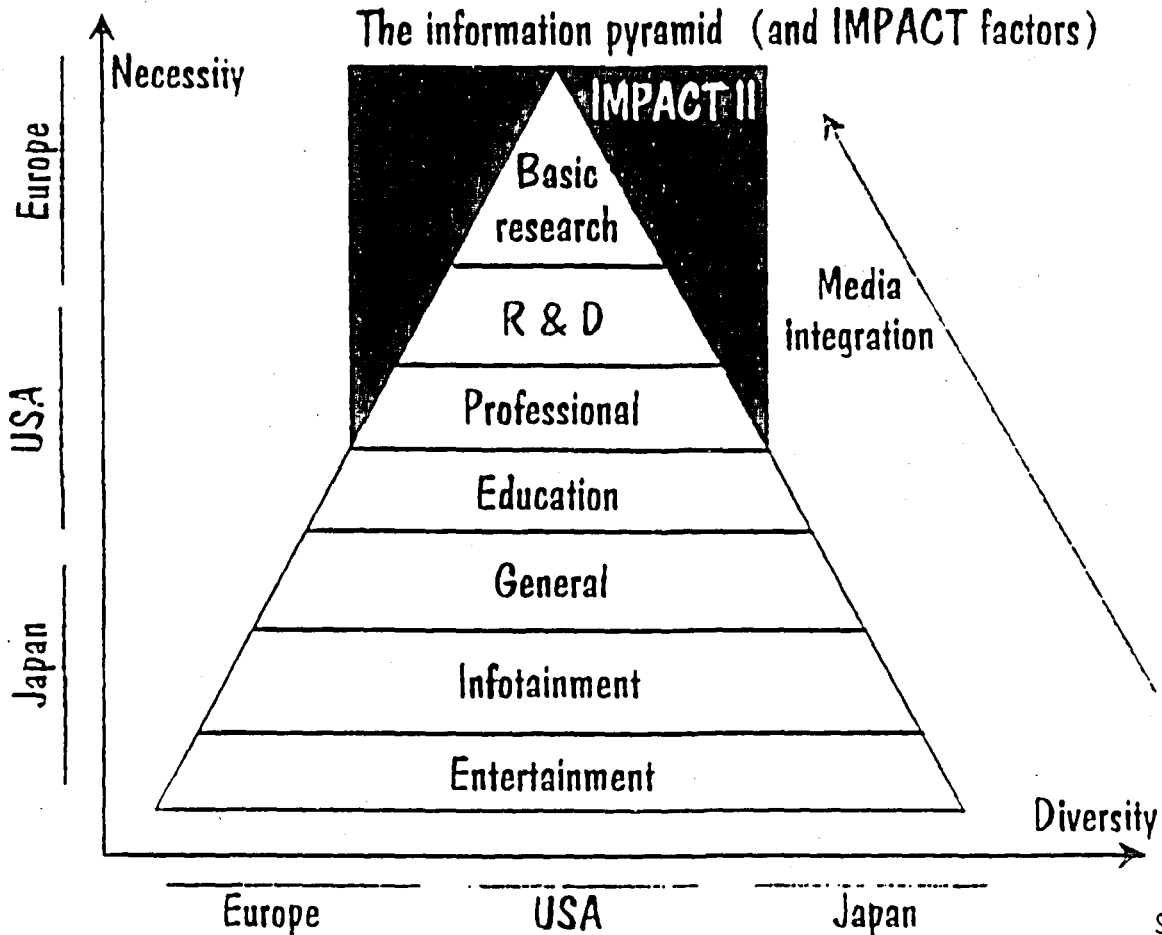 The information pyramid (and IMPACT factors)
Necessity
IMPACT II
Europe
USA
Japan
Basic
research
R & D
Professional
Education
General
Infotainment
Entertainment
Media
integration
Diversity
Europe
USA
Japan